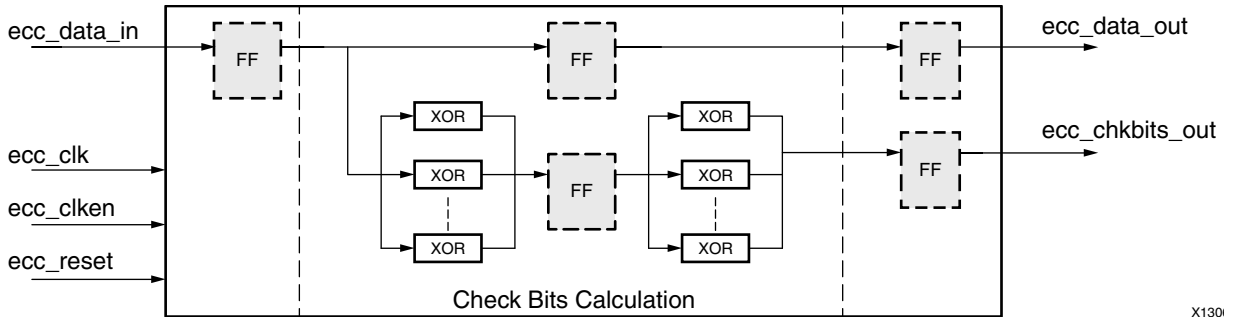 ecc_data_in
FF
FF
FF
ecc_data_out
XOR
XOR
ecc_chkbits_out
ecc_clk
XOR
FF
XOR
FF
ecc_clken
XOR
XOR
ecc_reset
Check Bits Calculation